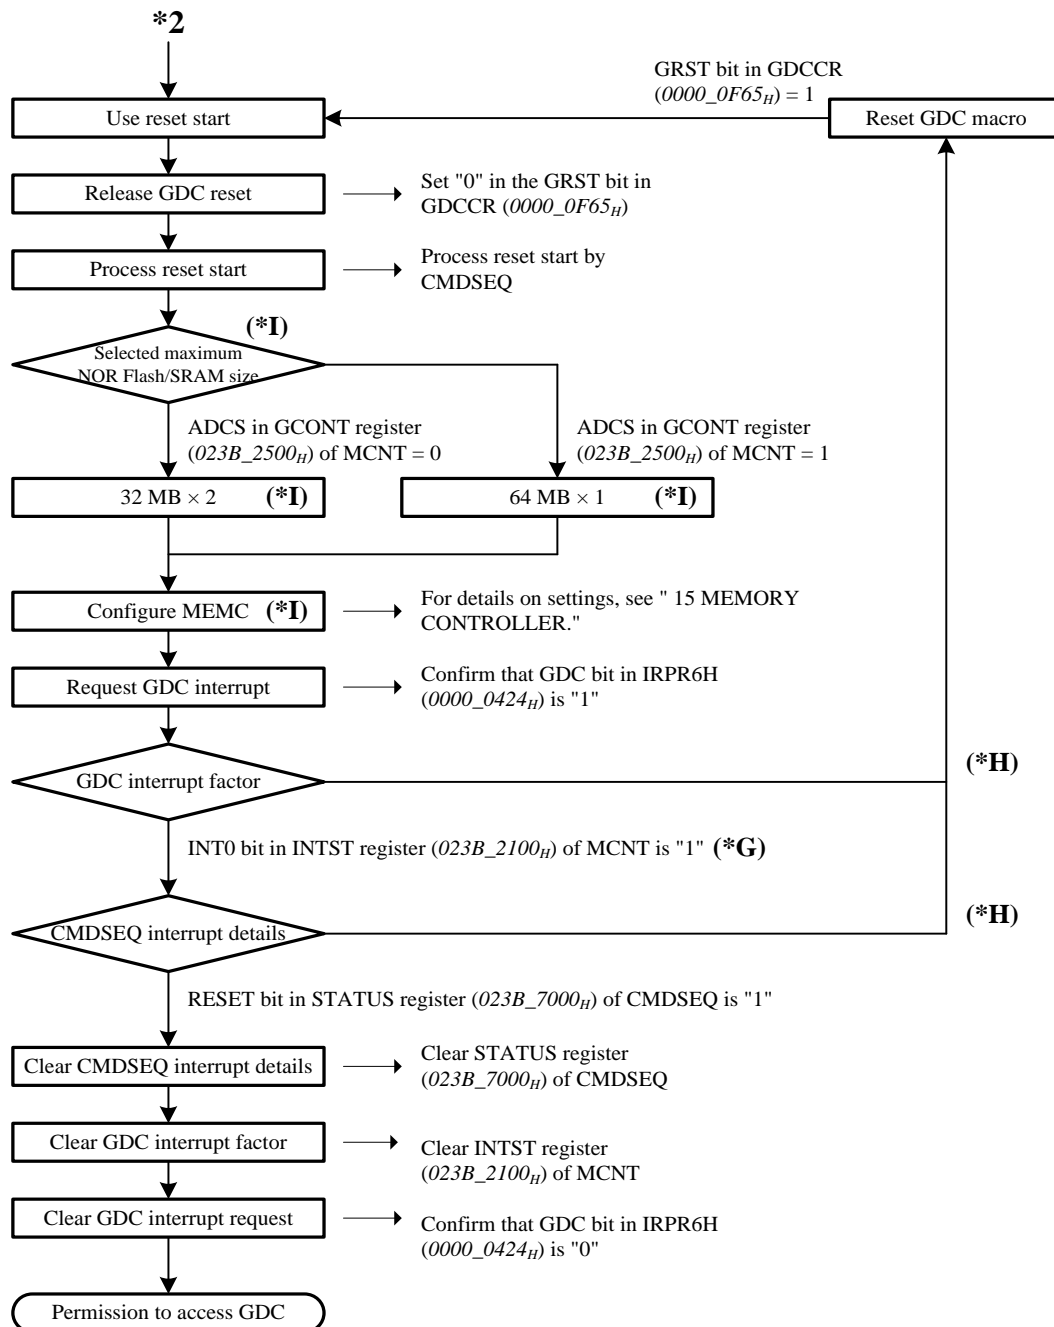 *2
GRST bit in GDCCR
(0000_0F65H) = 1
Use reset start
Reset GDC macro
Release GDC reset
Set "0" in the GRST bit in
GDCCR (0000_0F65H)
Process reset start
Process reset start by
CMDSEQ
(*I)
Selected maximum
NOR Flash/SRAM size
ADCS in GCONT register
(023B_2500H) of MCNT = 0
ADCS in GCONT register
(023B_2500H) of MCNT = 1
32 MB × 2 (*I)
64 MB × 1 (*I)
Configure MEMC (*I)
For details on settings, see " 15 MEMORY
CONTROLLER."
Request GDC interrupt
Confirm that GDC bit in IRPR6H
(0000_0424H) is "1"
GDC interrupt factor
(*H)
INT0 bit in INTST register (023B_2100H) of MCNT is "1" (*G)
CMDSEQ interrupt details
(*H)
RESET bit in STATUS register (023B_7000H) of CMDSEQ is "1"
Clear CMDSEQ interrupt details
Clear STATUS register
(023B_7000H) of CMDSEQ
Clear GDC interrupt factor
Clear INTST register
(023B_2100H) of MCNT
Clear GDC interrupt request
Confirm that GDC bit in IRPR6H
(0000_0424H) is "0"
Permission to access GDC